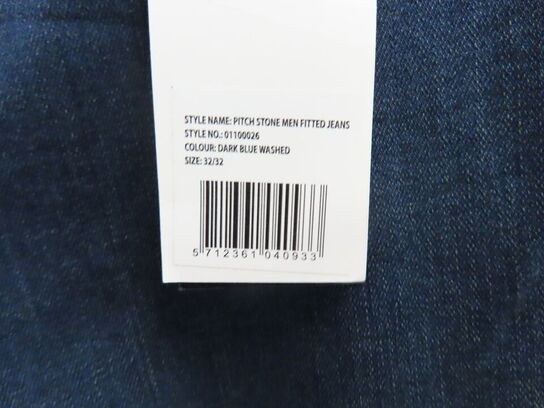 STYLE NAME: PITCH STONE MEN FITTED JEANS
STYLE NO.: 01100026
COLOUR: DARK BLUE WASHED
SIZE: 32/32
5 712361 040933